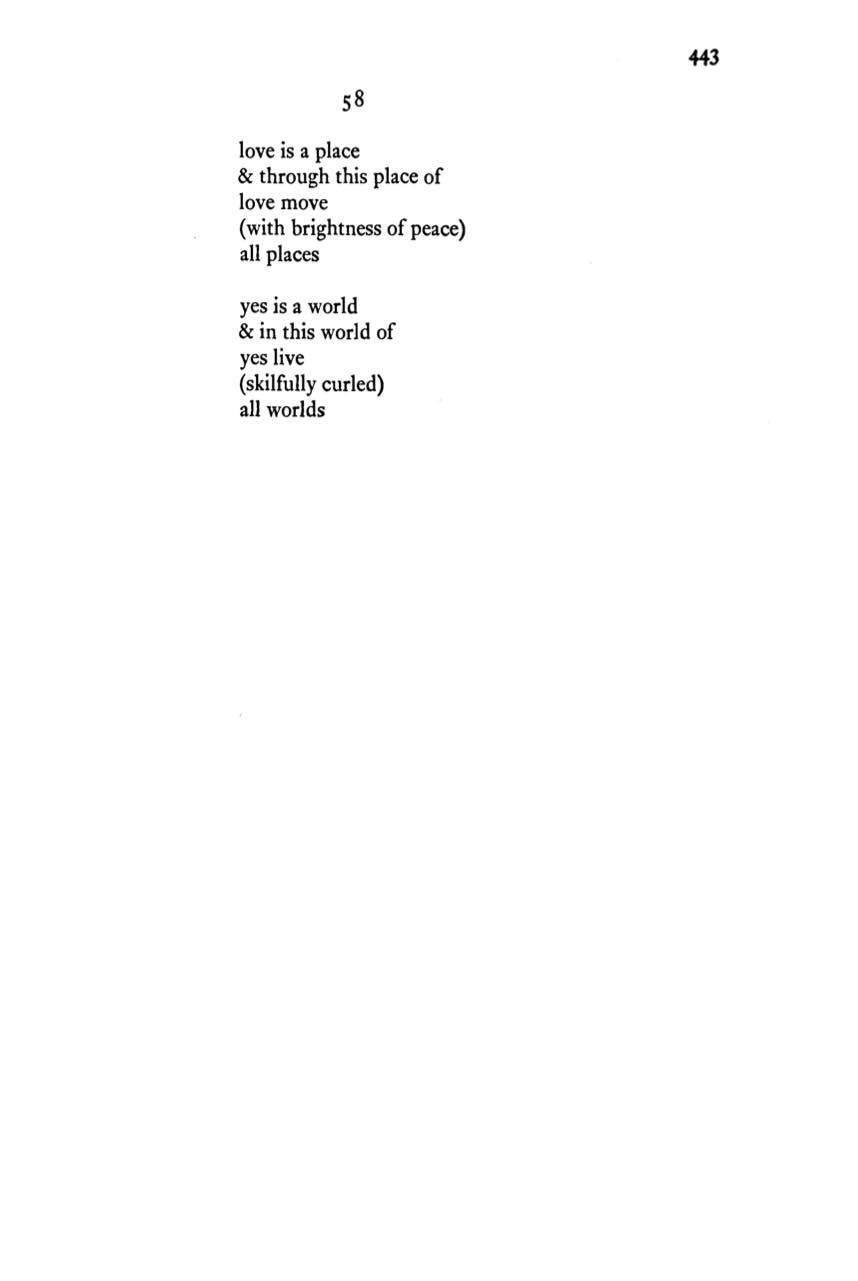 443
58
love is a place
& through this place of
love move
(with brightness of peace)
all places
yes is a world
& in this world of
yes live
(skilfully curled)
all worlds